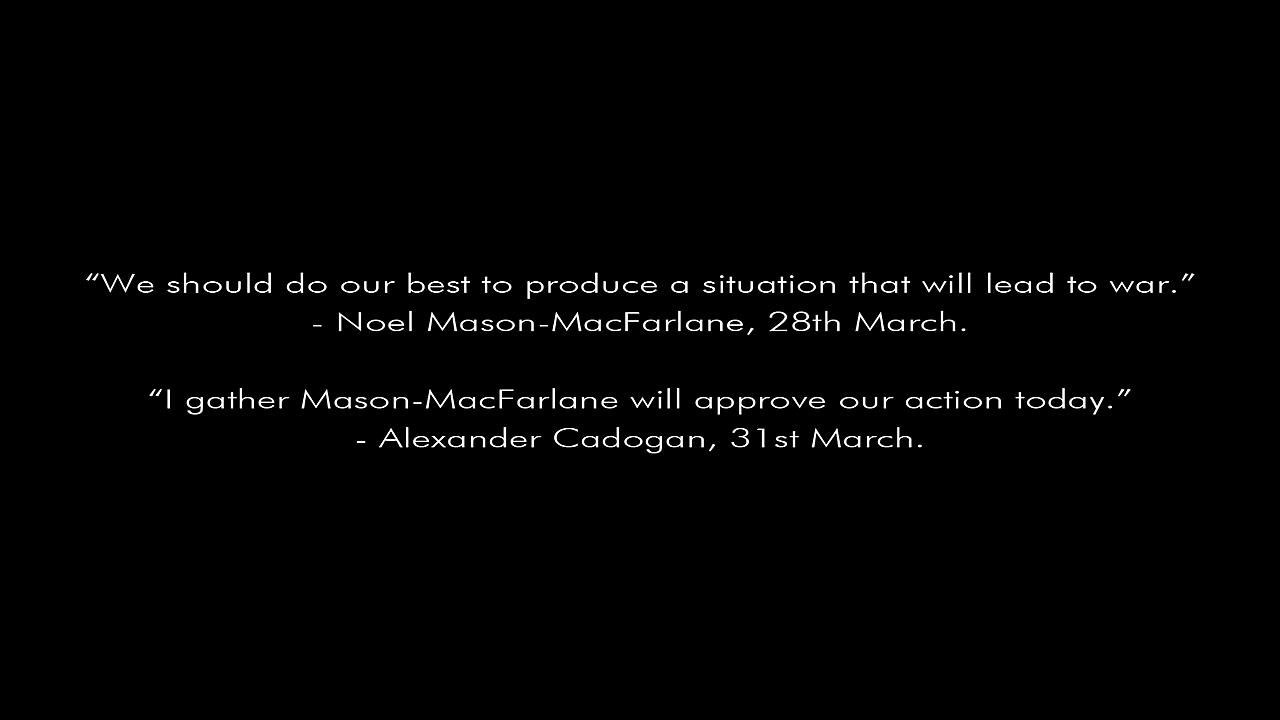 “We should do our best to produce a situation that will lead to war.”
- Noel Mason-MacFarlane, 28th March.
“I gather Mason-MacFarlane will approve our action today.”
- Alexander Cadogan, 31st March.